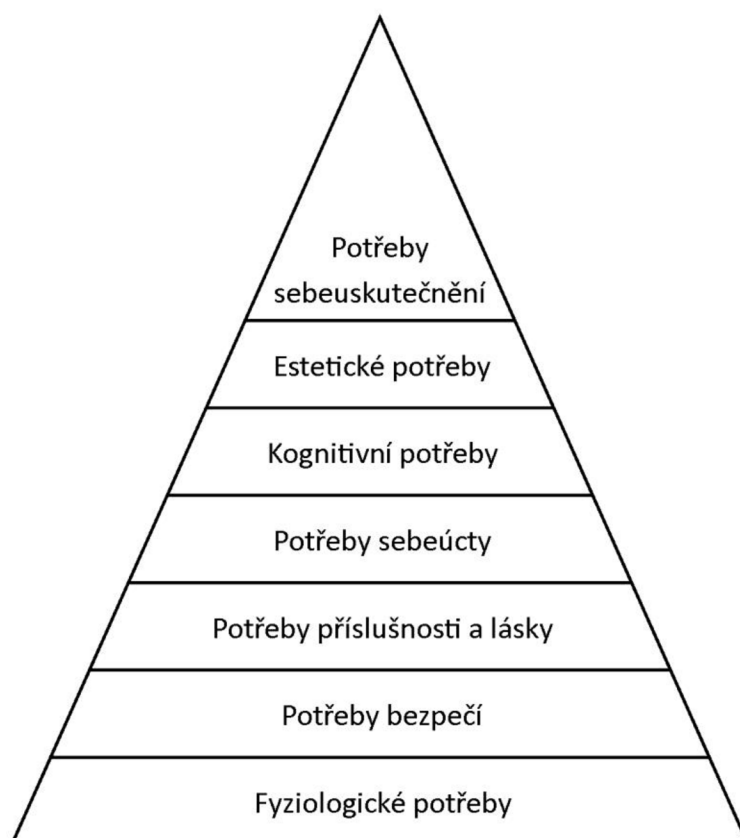 Potřeby
sebeuskutečnění
Estetické potřeby
Kognitivní potřeby
Potřeby sebeúcty
Potřeby příslušnosti a lásky
Potřeby bezpečí
Fyziologické potřeby